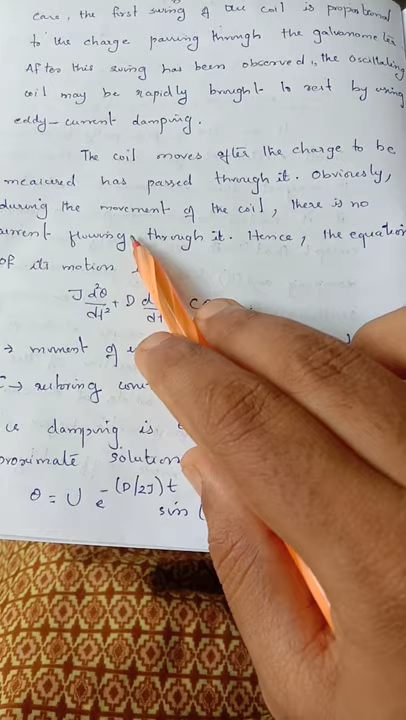 case, the first swing of the coil is proportional
to the charge passing through the galvanometer.
After this swing has been observed, the oscillating
coil may be rapidly brought to rest by using
eddy-current damping.
The coil moves after the charge to be
measured has passed through it. Obviously,
during the movement of the coil, there is no
current flowing through it. Hence, the equation
of its motion
J d²θ/dt² + D
→ moment of
→ restoring
damping is
approximate solution
θ = U e^-(D/2J)t sin (